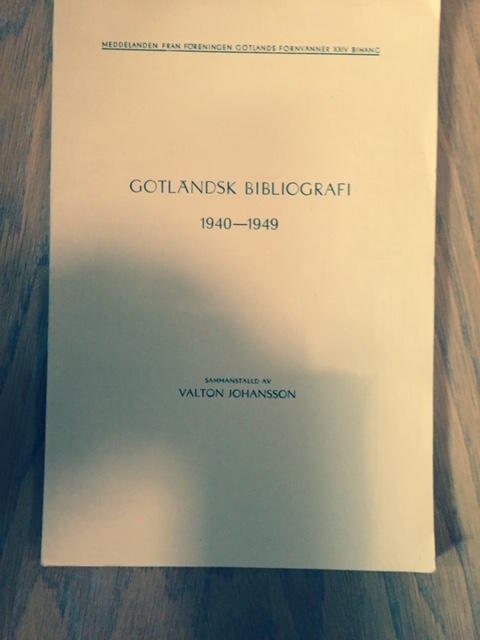 MEDDELANDEN FRÅN FÖRENINGEN GOTLANDS FORNVÄNNER XXIV BIHANG
GOTLÄNDSK BIBLIOGRAFI
1940—1949
SAMMANSTÄLLD AV
VALTON JOHANSSON